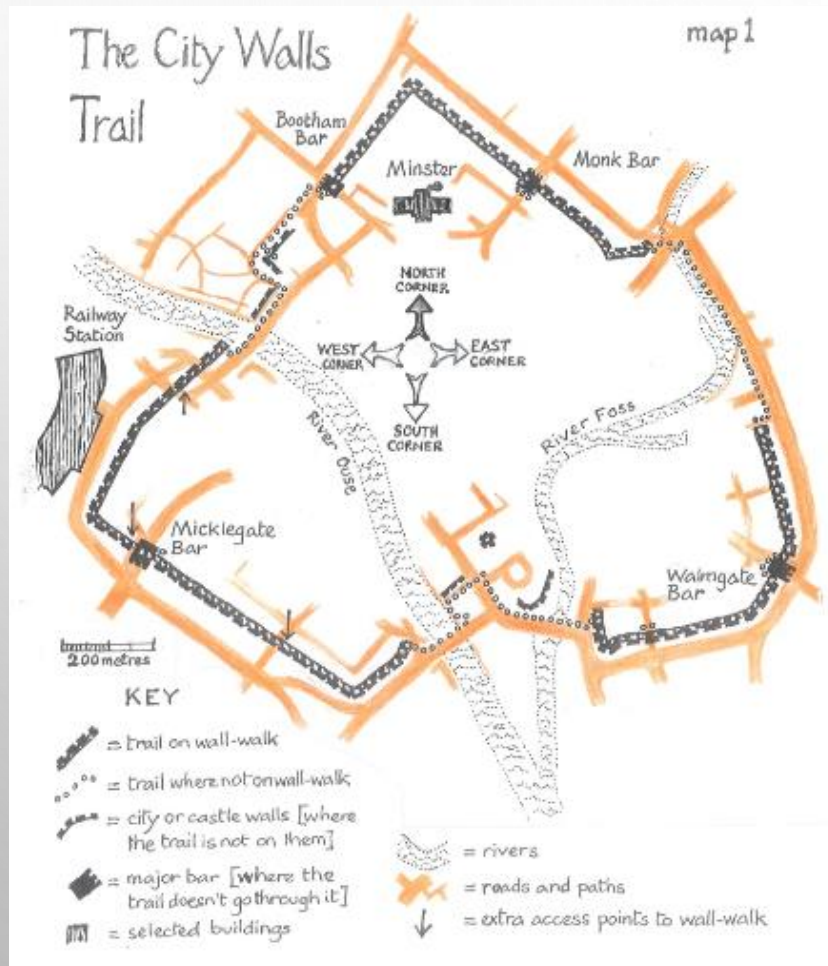 The City Walls
Trail
map 1
Bootham
Bar
Minster
Monk Bar
NORTH
CORNER
Railway
Station
WEST
CORNER
EAST
CORNER
SOUTH
CORNER
River Ouse
River Foss
Micklegate
Bar
Walmgate
Bar
200 metres
KEY
= trail on wall-walk
= trail where not on wall-walk
= city or castle walls [where
the trail is not on them]
= major bar [where the
trail doesn't go through it]
= selected buildings
= rivers
= roads and paths
= extra access points to wall-walk